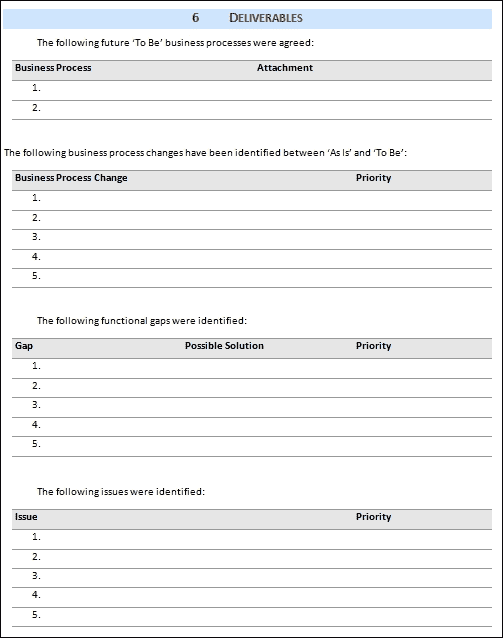 6 DELIVERABLES
The following future ‘To Be’ business processes were agreed:
Business Process Attachment
1.
2.
The following business process changes have been identified between ‘As Is’ and ‘To Be’:
Business Process Change Priority
1.
2.
3.
4.
5.
The following functional gaps were identified:
Gap Possible Solution Priority
1.
2.
3.
4.
5.
The following issues were identified:
Issue Priority
1.
2.
3.
4.
5.